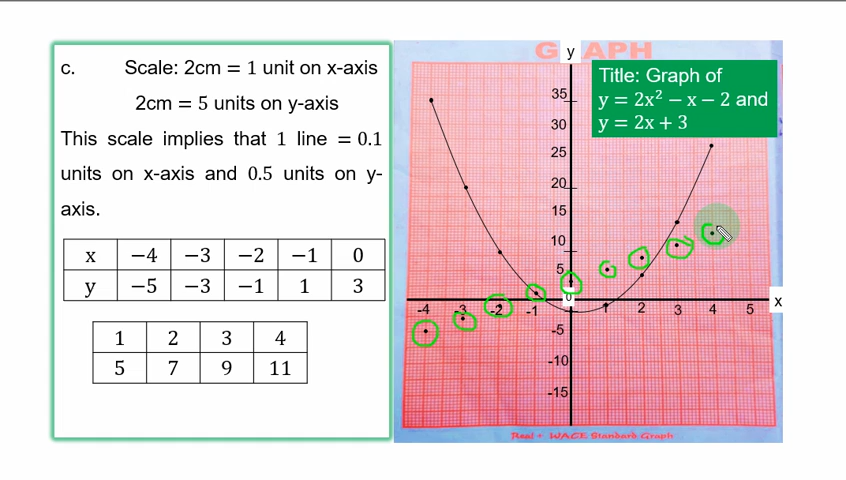 c. Scale: 2cm = 1 unit on x-axis
2cm = 5 units on y-axis
This scale implies that 1 line = 0.1
units on x-axis and 0.5 units on y-
axis.
x −4 −3 −2 −1 0
y −5 −3 −1 1 3
1 2 3 4
5 7 9 11
GRAPH
y
Title: Graph of
y = 2x² − x − 2 and
y = 2x + 3
35
30
25
20
15
10
5
0
x
-4 -3 -2 -1 1 2 3 4 5
-5
-10
-15
Real + WACE Standard Graph